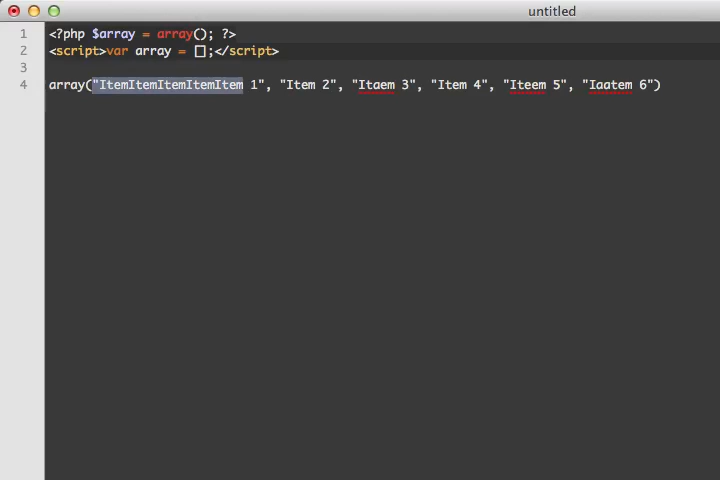 untitled
1 <?php $array = array(); ?>
2 <script>var array = [];</script>
3
4 array("ItemItemItemItemItem 1", "Item 2", "Itaem 3", "Item 4", "Iteem 5", "Iaatem 6")